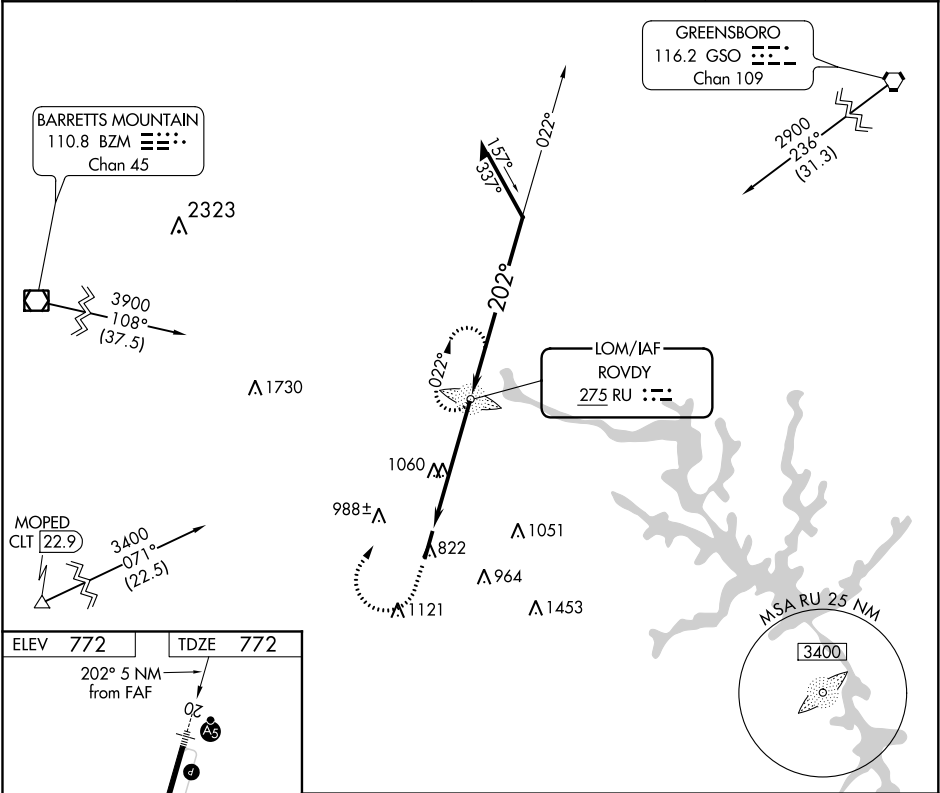 GREENSBORO
116.2 GSO
Chan 109
2900
236°
(31.3)
BARRETTS MOUNTAIN
110.8 BZM
Chan 45
022°
157°
337°
2323
202°
3900
108°
(37.5)
022°
LOM/IAF
ROVDY
275 RU
1730
1060
988±
1051
822
964
1121
1453
MOPED
CLT 22.9
3400
071°
(22.5)
MSA RU 25 NM
3400
ELEV 772
TDZE 772
202° 5 NM
from FAF
20
A5
P